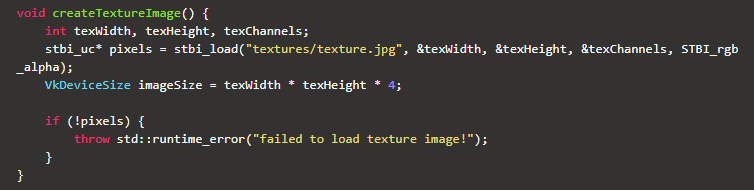 void createTextureImage() {
    int texWidth, texHeight, texChannels;
    stbi_uc* pixels = stbi_load("textures/texture.jpg", &texWidth, &texHeight, &texChannels, STBI_rgb
_alpha);
    VkDeviceSize imageSize = texWidth * texHeight * 4;

    if (!pixels) {
        throw std::runtime_error("failed to load texture image!");
    }
}